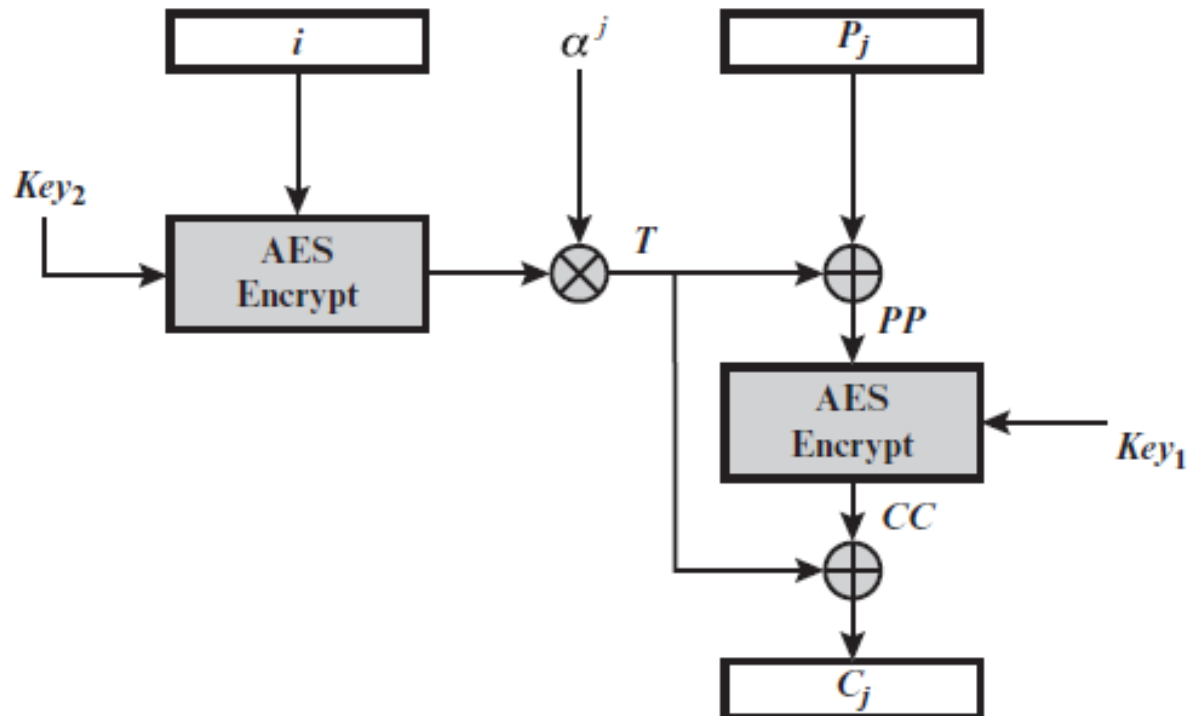 i
α^j
P_j
Key_2
AES
Encrypt
T
PP
AES
Encrypt
Key_1
CC
C_j